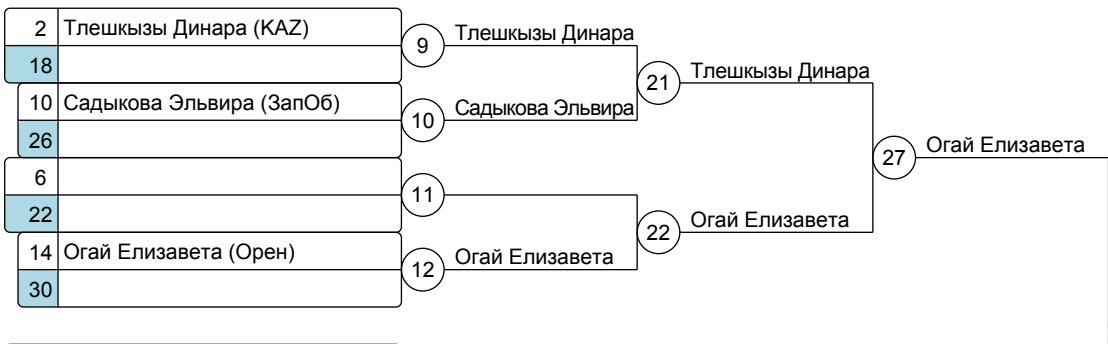 2 Тлешкызы Динара (KAZ)
9 Тлешкызы Динара
18
21 Тлешкызы Динара
10 Садыкова Эльвира (ЗапОб)
10 Садыкова Эльвира
26
27 Огай Елизавета
6
11
22
22 Огай Елизавета
14 Огай Елизавета (Орен)
12 Огай Елизавета
30